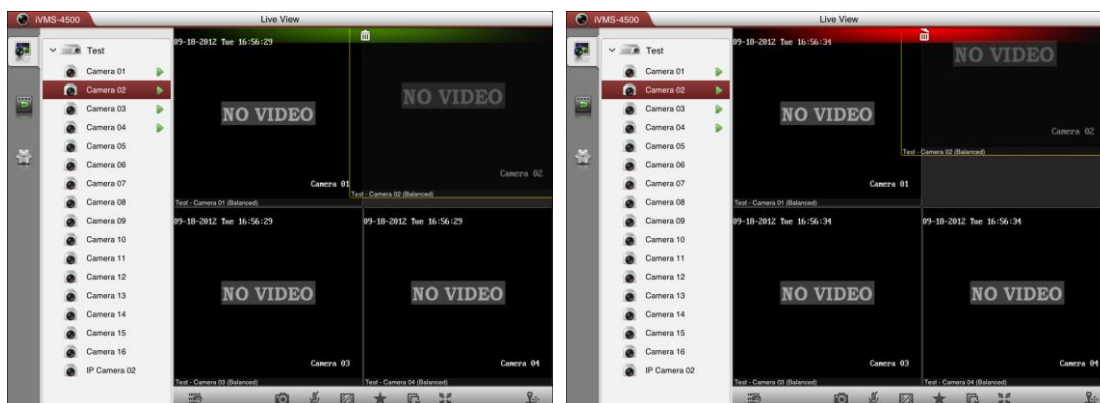 iVMS-4500 Live View
Test
Camera 01
Camera 02
Camera 03
Camera 04
Camera 05
Camera 06
Camera 07
Camera 08
Camera 09
Camera 10
Camera 11
Camera 12
Camera 13
Camera 14
Camera 15
Camera 16
IP Camera 02
09-18-2012 Tue 16:56:29
NO VIDEO
Camera 01
Test - Camera 01 (Balanced)
NO VIDEO
Camera 02
Test - Camera 02 (Balanced)
09-18-2012 Tue 16:56:29
NO VIDEO
Camera 03
Test - Camera 03 (Balanced)
09-18-2012 Tue 16:56:29
NO VIDEO
Camera 04
Test - Camera 04 (Balanced)
iVMS-4500 Live View
Test
Camera 01
Camera 02
Camera 03
Camera 04
Camera 05
Camera 06
Camera 07
Camera 08
Camera 09
Camera 10
Camera 11
Camera 12
Camera 13
Camera 14
Camera 15
Camera 16
IP Camera 02
09-18-2012 Tue 16:56:34
NO VIDEO
Camera 01
Test - Camera 01 (Balanced)
NO VIDEO
Camera 02
Test - Camera 02 (Balanced)
09-18-2012 Tue 16:56:34
NO VIDEO
Camera 03
Test - Camera 03 (Balanced)
09-18-2012 Tue 16:56:34
NO VIDEO
Camera 04
Test - Camera 04 (Balanced)